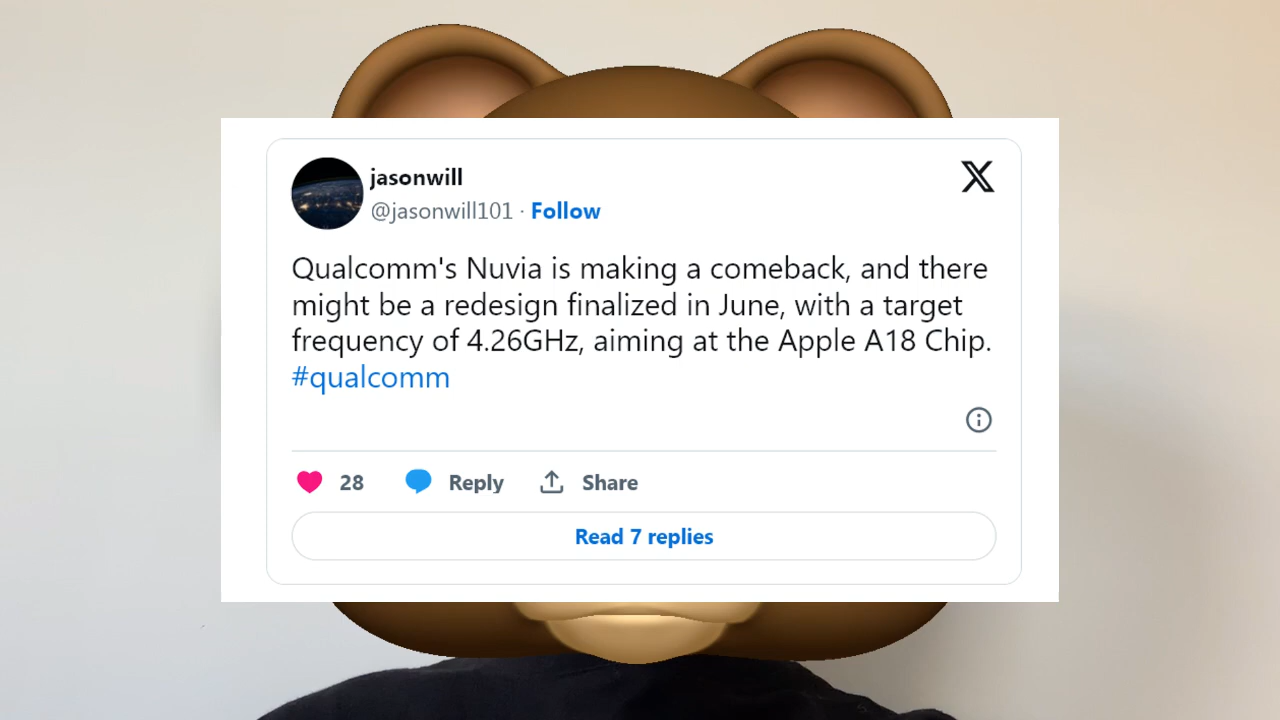 jasonwill
@jasonwill101 · Follow
Qualcomm's Nuvia is making a comeback, and there
might be a redesign finalized in June, with a target
frequency of 4.26GHz, aiming at the Apple A18 Chip.
#qualcomm
28 Reply Share
Read 7 replies